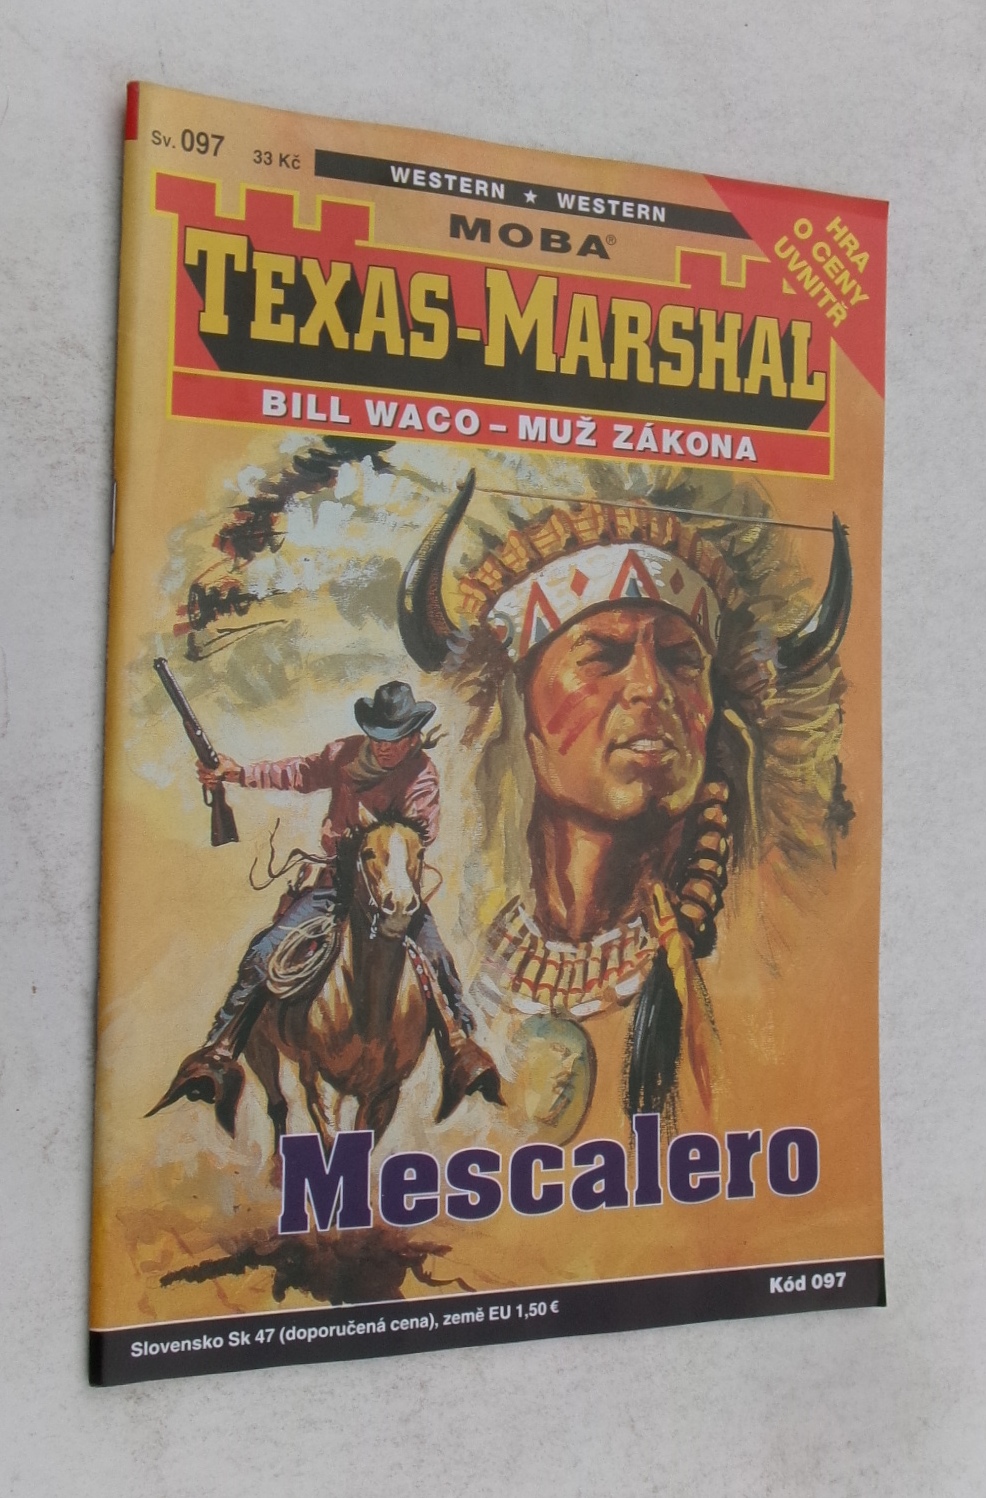 Sv. 097
33 Kč
WESTERN ★ WESTERN
HRA
O CENY
UVNITŘ
MOBA®
TEXAS-MARSHAL
BILL WACO – MUŽ ZÁKONA
Mescalero
Kód 097
Slovensko Sk 47 (doporučená cena), země EU 1,50 €